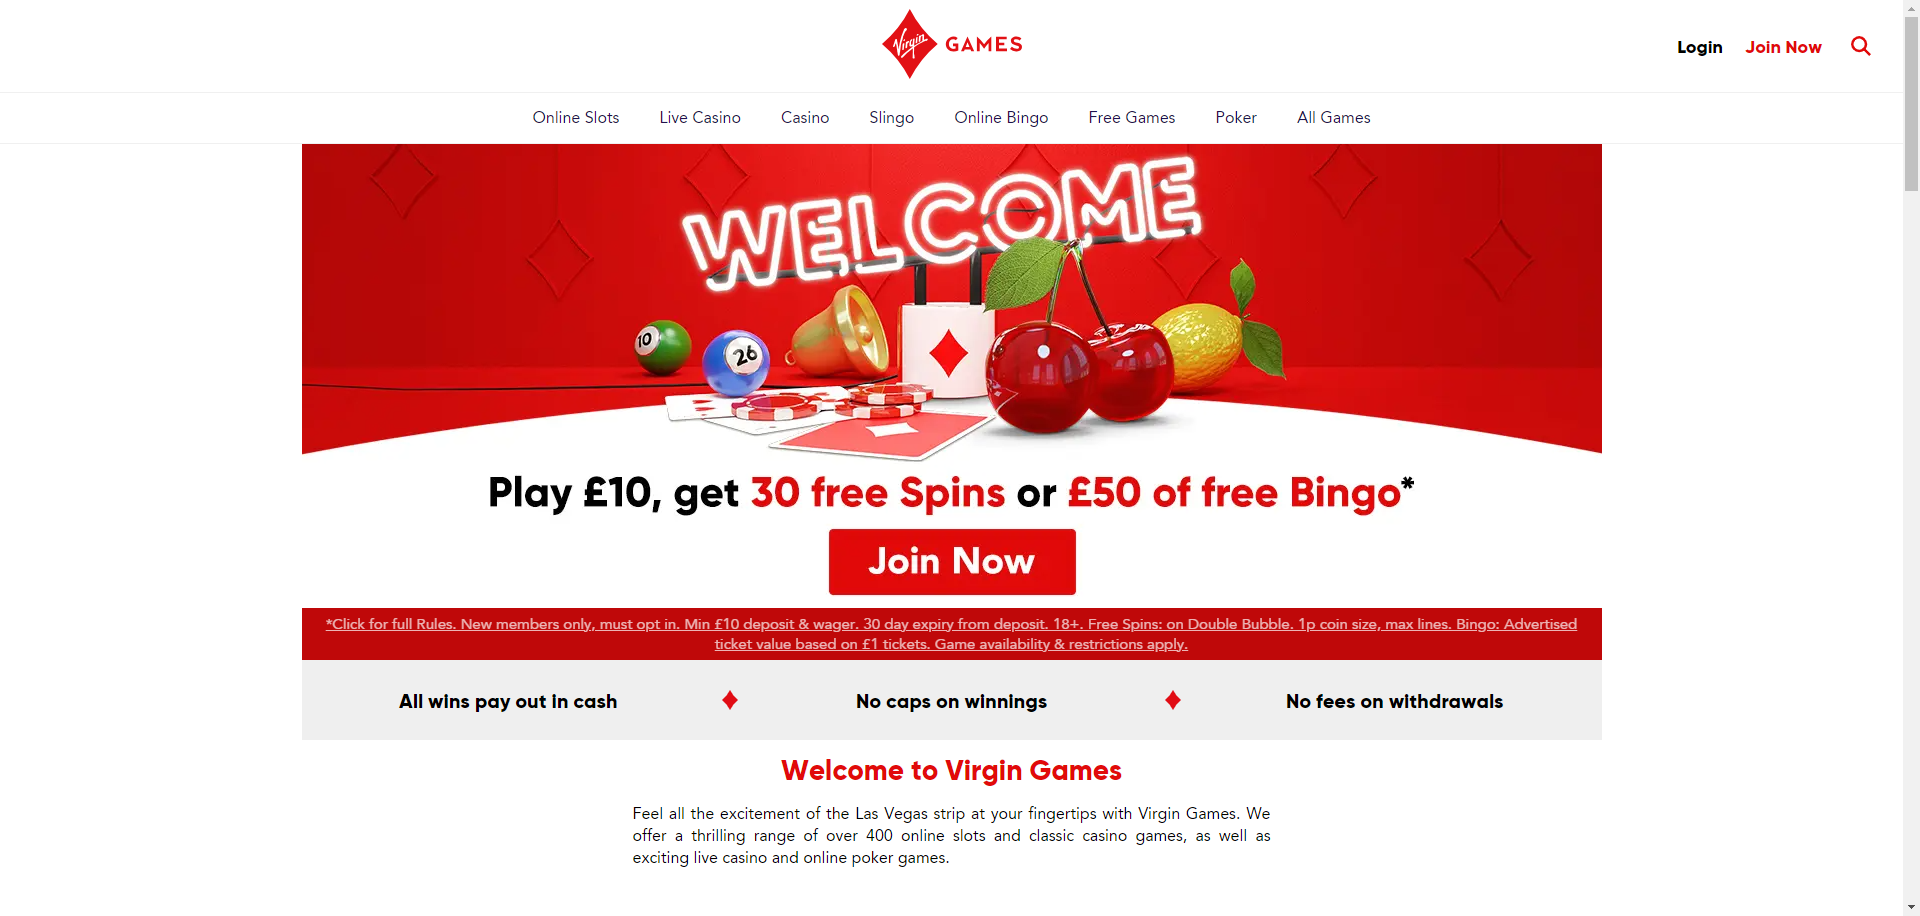 Virgin GAMES
Login Join Now
Online Slots Live Casino Casino Slingo Online Bingo Free Games Poker All Games
WELCOME
10
26
Play £10, get 30 free Spins or £50 of free Bingo*
Join Now
*Click for full Rules. New members only, must opt in. Min £10 deposit & wager. 30 day expiry from deposit. 18+. Free Spins: on Double Bubble. 1p coin size, max lines. Bingo: Advertised
ticket value based on £1 tickets. Game availability & restrictions apply.
All wins pay out in cash No caps on winnings No fees on withdrawals
Welcome to Virgin Games
Feel all the excitement of the Las Vegas strip at your fingertips with Virgin Games. We
offer a thrilling range of over 400 online slots and classic casino games, as well as
exciting live casino and online poker games.